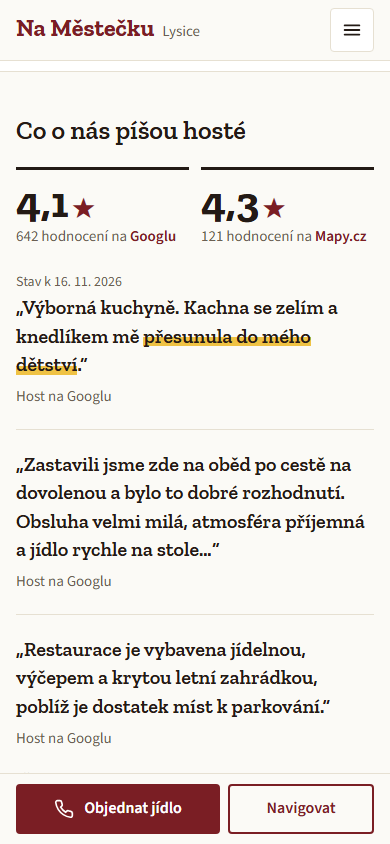 Na Městečku Lysice
Co o nás píšou hosté
4,1★ 4,3★
642 hodnocení na Googlu 121 hodnocení na Mapy.cz
Stav k 16. 11. 2026
„Výborná kuchyně. Kachna se zelím a
knedlíkem mě přesunula do mého
dětství.“
Host na Googlu
„Zastavili jsme zde na oběd po cestě na
dovolenou a bylo to dobré rozhodnutí.
Obsluha velmi milá, atmosféra příjemná
a jídlo rychle na stole…“
Host na Googlu
„Restaurace je vybavena jídelnou,
výčepem a krytou letní zahrádkou,
poblíž je dostatek míst k parkování.“
Host na Googlu
Objednat jídlo Navigovat